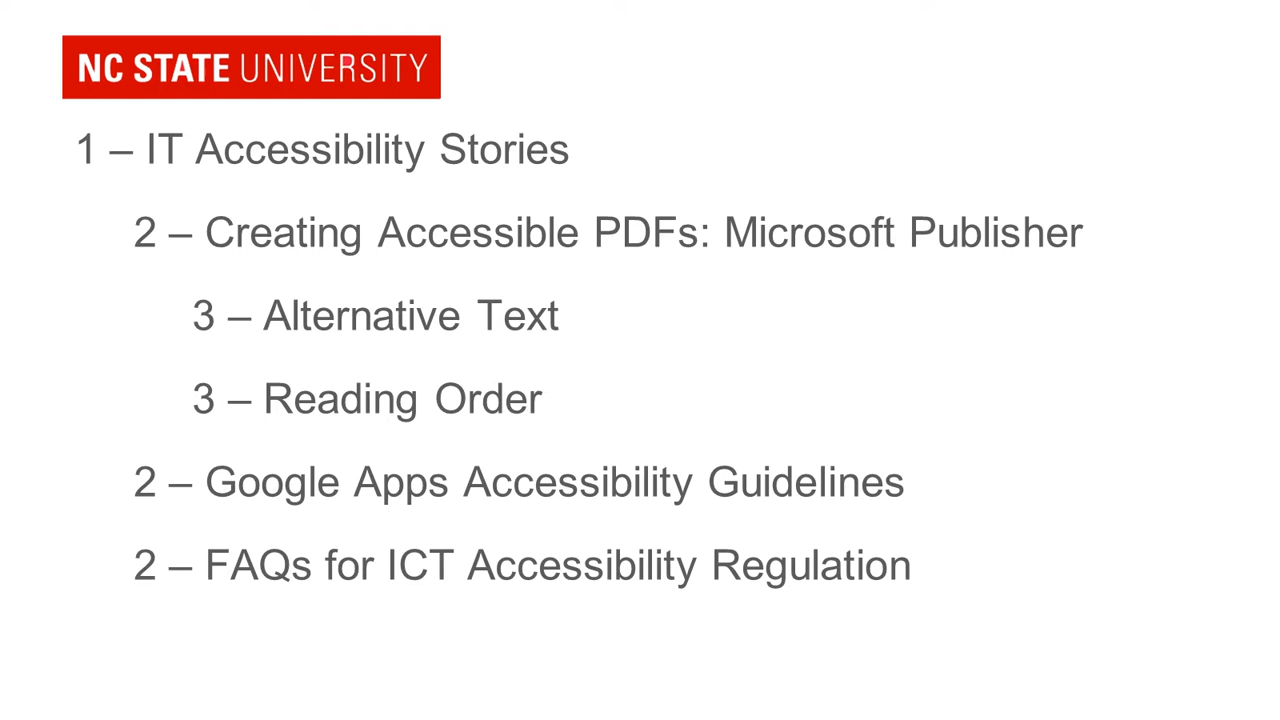 NC STATE UNIVERSITY
1 – IT Accessibility Stories
2 – Creating Accessible PDFs: Microsoft Publisher
3 – Alternative Text
3 – Reading Order
2 – Google Apps Accessibility Guidelines
2 – FAQs for ICT Accessibility Regulation